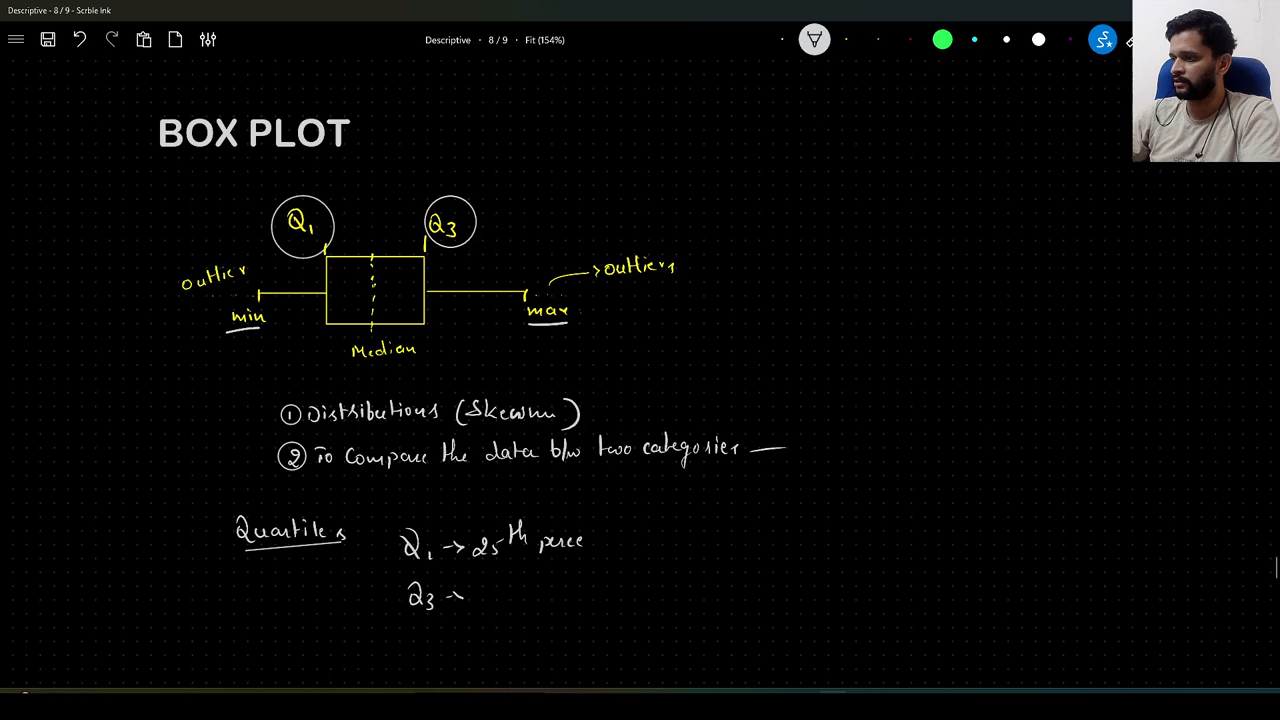 Descriptive - 8 / 9 - Scrble Ink
Descriptive • 8 / 9 • Fit (154%)
BOX PLOT
Q1 Q3
outlier outliers
min max
Median
① Distributions (Skewn )
② To compare the data b/w two categories —
Quartiles Q1 → 25th perce
Q3 →